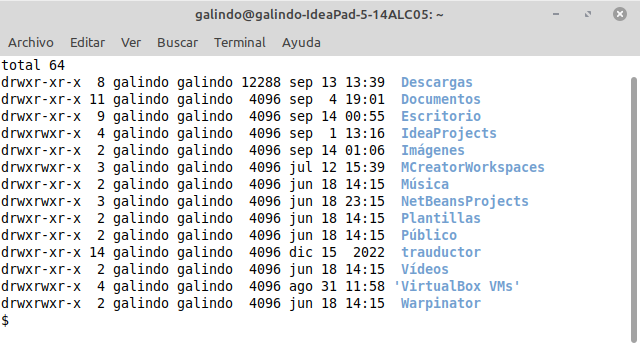 galindo@galindo-IdeaPad-5-14ALC05: ~
Archivo Editar Ver Buscar Terminal Ayuda
total 64
drwxr-xr-x  8 galindo galindo 12288 sep 13 13:39  Descargas
drwxr-xr-x 11 galindo galindo  4096 sep  4 19:01  Documentos
drwxr-xr-x  9 galindo galindo  4096 sep 14 00:55  Escritorio
drwxrwxr-x  4 galindo galindo  4096 sep  1 13:16  IdeaProjects
drwxr-xr-x  2 galindo galindo  4096 sep 14 01:06  Imágenes
drwxrwxr-x  3 galindo galindo  4096 jul 12 15:39  MCreatorWorkspaces
drwxr-xr-x  2 galindo galindo  4096 jun 18 14:15  Música
drwxrwxr-x  3 galindo galindo  4096 jun 18 23:15  NetBeansProjects
drwxr-xr-x  2 galindo galindo  4096 jun 18 14:15  Plantillas
drwxr-xr-x  2 galindo galindo  4096 jun 18 14:15  Público
drwxr-xr-x 14 galindo galindo  4096 dic 15  2022  trauductor
drwxr-xr-x  2 galindo galindo  4096 jun 18 14:15  Vídeos
drwxrwxr-x  4 galindo galindo  4096 ago 31 11:58 'VirtualBox VMs'
drwxrwxr-x  2 galindo galindo  4096 jun 18 14:15  Warpinator
$